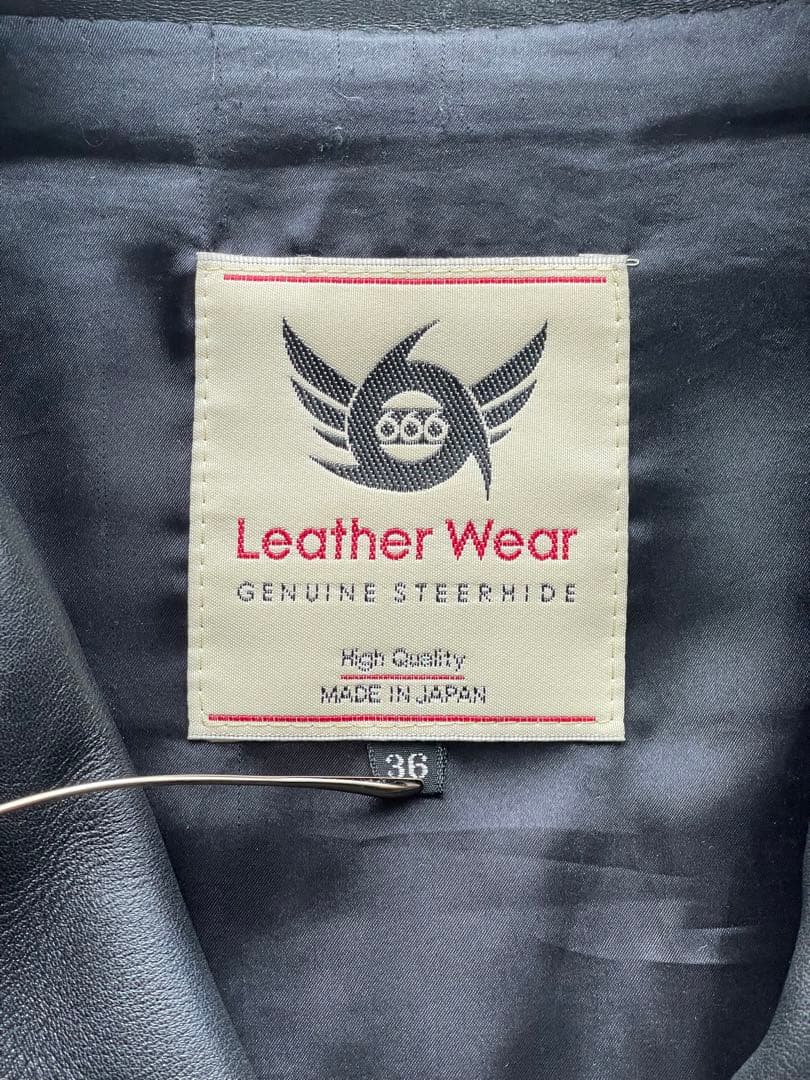 666
Leather Wear
GENUINE STEERHIDE
High Quality
MADE IN JAPAN
36